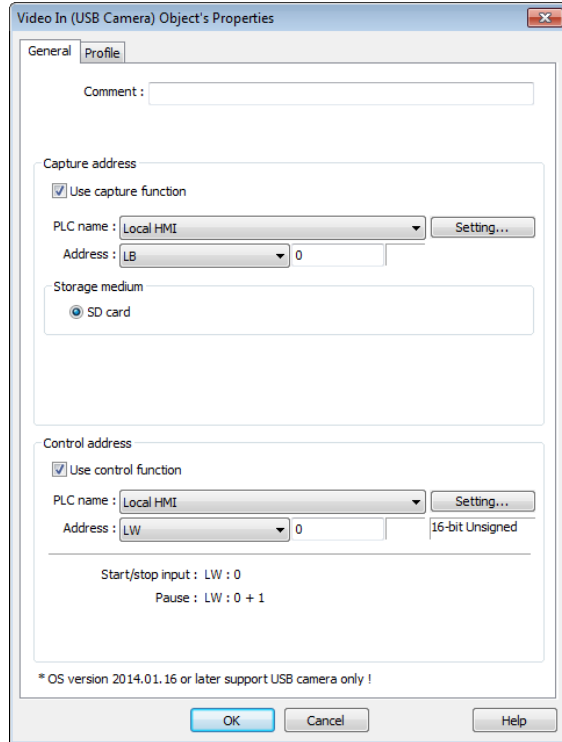 Video In (USB Camera) Object's Properties
General Profile
Comment :
Capture address
Use capture function
PLC name : Local HMI Setting...
Address : LB 0
Storage medium
SD card
Control address
Use control function
PLC name : Local HMI Setting...
Address : LW 0 16-bit Unsigned
Start/stop input : LW : 0
Pause : LW : 0 + 1
* OS version 2014.01.16 or later support USB camera only !
OK Cancel Help